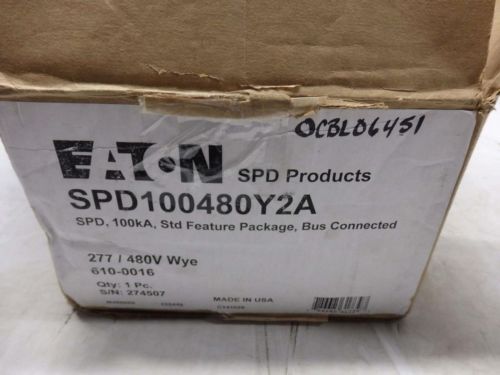 OCBL06451
EATON SPD Products
SPD100480Y2A
SPD, 100kA, Std Feature Package, Bus Connected
277 / 480V Wye
610-0016
Qty: 1 Pc.
S/N: 274507
MADE IN USA